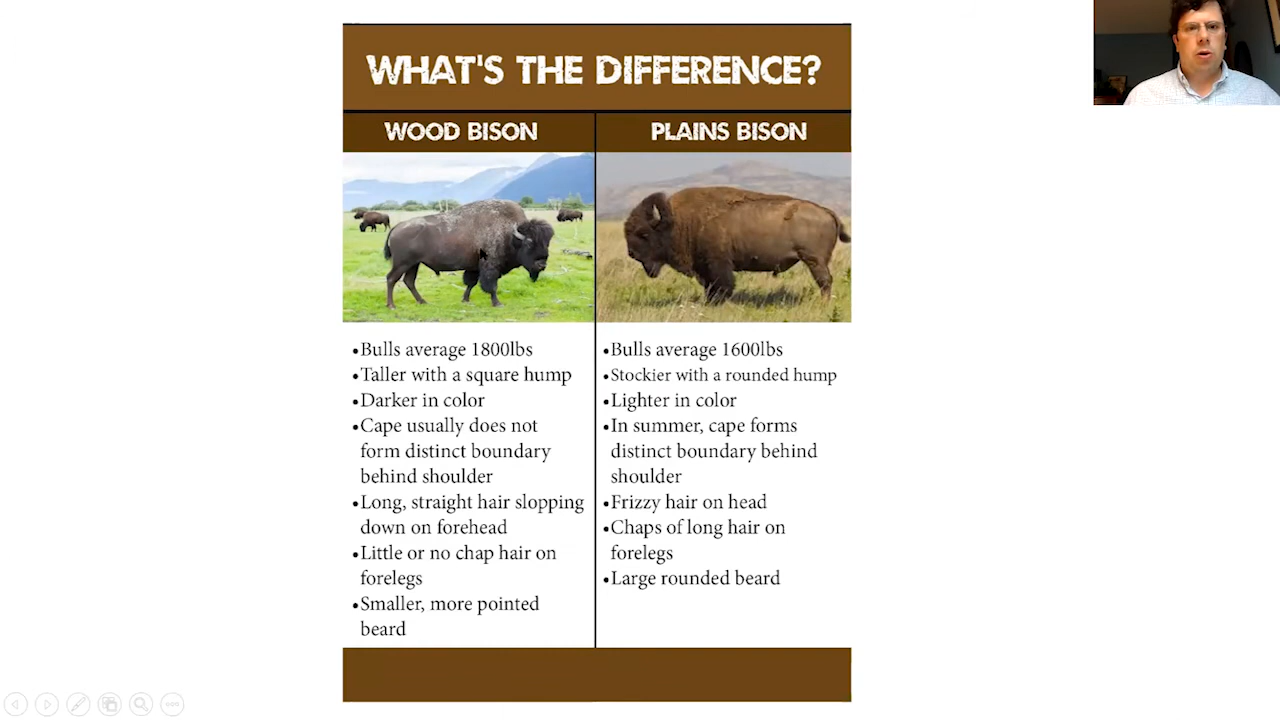 WHAT'S THE DIFFERENCE?
WOOD BISON
•Bulls average 1800lbs
•Taller with a square hump
•Darker in color
•Cape usually does not
form distinct boundary
behind shoulder
•Long, straight hair slopping
down on forehead
•Little or no chap hair on
forelegs
•Smaller, more pointed
beard
PLAINS BISON
•Bulls average 1600lbs
•Stockier with a rounded hump
•Lighter in color
•In summer, cape forms
distinct boundary behind
shoulder
•Frizzy hair on head
•Chaps of long hair on
forelegs
•Large rounded beard